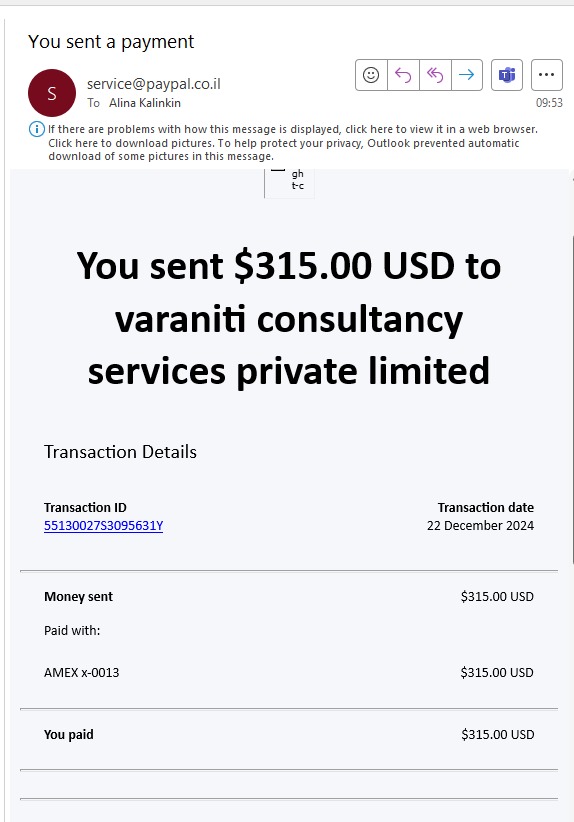 You sent a payment
S
service@paypal.co.il
To Alina Kalinkin
09:53
If there are problems with how this message is displayed, click here to view it in a web browser.
Click here to download pictures. To help protect your privacy, Outlook prevented automatic
download of some pictures in this message.
gh
t-c
You sent $315.00 USD to
varaniti consultancy
services private limited
Transaction Details
Transaction ID Transaction date
55130027S3095631Y 22 December 2024
Money sent $315.00 USD
Paid with:
AMEX x-0013 $315.00 USD
You paid $315.00 USD